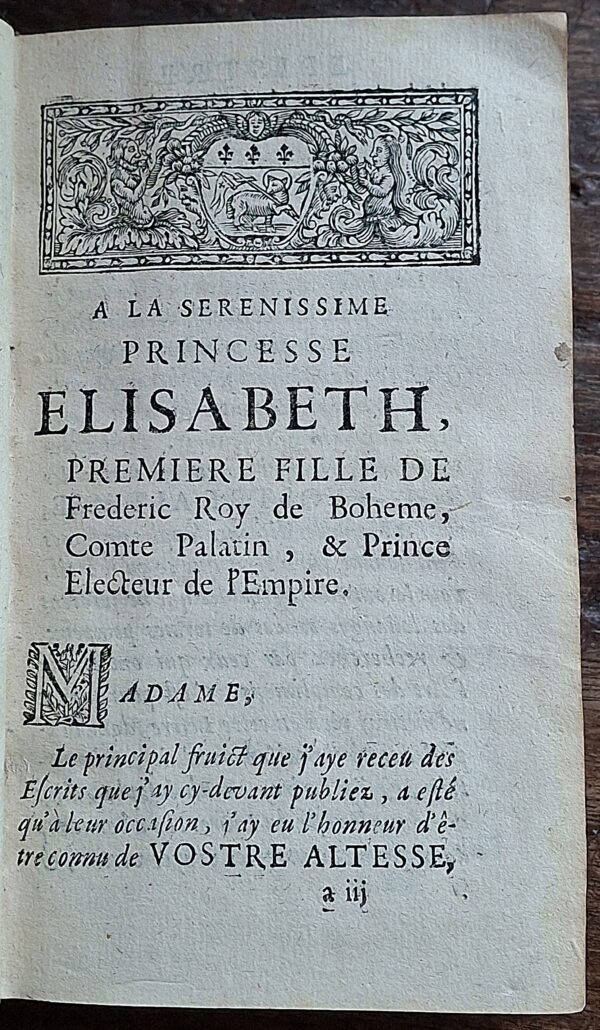 A LA SERENISSIME
PRINCESSE
ELISABETH,
PREMIERE FILLE DE
Frederic Roy de Boheme,
Comte Palatin, & Prince
Electeur de l'Empire.
MADAME,
Le principal fruict que j'aye receu des
Eſcrits que j'ay cy-devant publiez, a eſté
qu'à leur occaſion, j'ay eu l'honneur d'ê-
tre connu de VOSTRE ALTESSE,
a iij